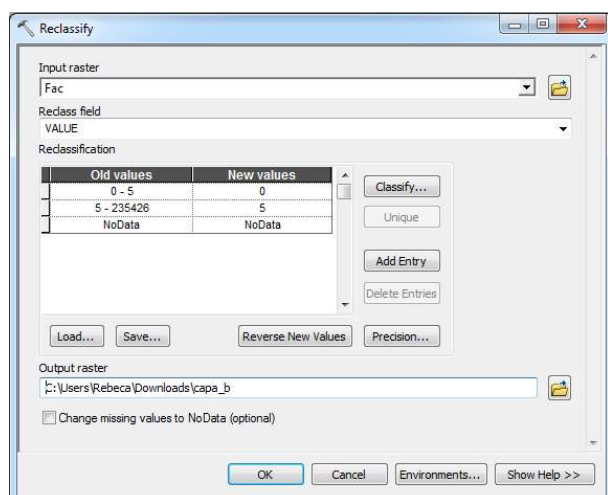 Reclassify
Input raster
Fac
Reclass field
VALUE
Reclassification
Old values New values
0 - 5 0
5 - 235426 5
NoData NoData
Classify...
Unique
Add Entry
Delete Entries
Load... Save... Reverse New Values Precision...
Output raster
C:\Users\Rebeca\Downloads\capa_b
Change missing values to NoData (optional)
OK Cancel Environments... Show Help >>